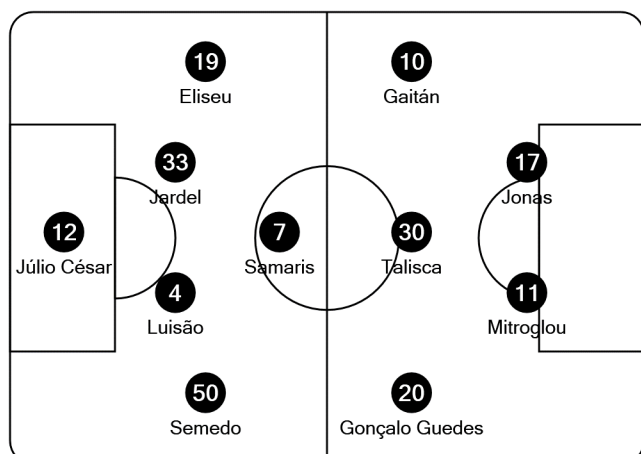 19
Eliseu
10
Gaitán
33
Jardel
17
Jonas
12
Júlio César
7
Samaris
30
Talisca
4
Luisão
11
Mitroglou
50
Semedo
20
Gonçalo Guedes